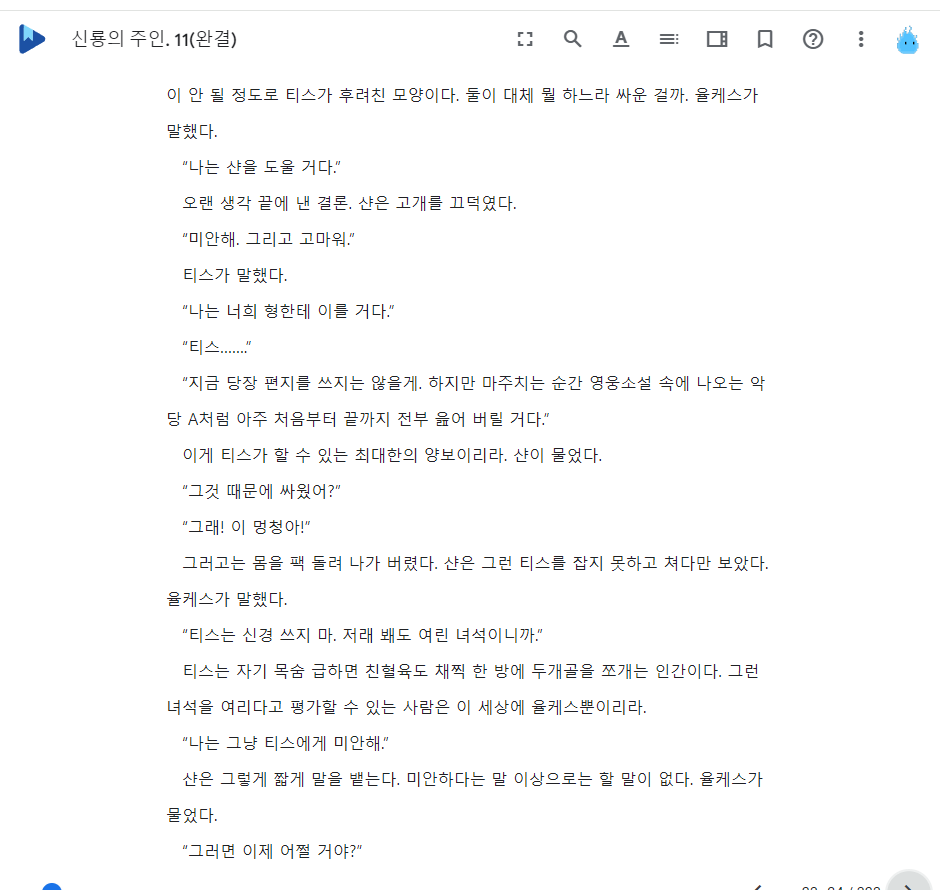 신룡의 주인. 11(완결)
이 안 될 정도로 티스가 후려친 모양이다. 둘이 대체 뭘 하느라 싸운 걸까. 율케스가
말했다.
“나는 샨을 도울 거다.”
오랜 생각 끝에 낸 결론. 샨은 고개를 끄덕였다.
“미안해. 그리고 고마워.”
티스가 말했다.
“나는 너희 형한테 이를 거다.”
“티스…….”
“지금 당장 편지를 쓰지는 않을게. 하지만 마주치는 순간 영웅소설 속에 나오는 악
당 A처럼 아주 처음부터 끝까지 전부 읊어 버릴 거다.”
이게 티스가 할 수 있는 최대한의 양보이리라. 샨이 물었다.
“그것 때문에 싸웠어?”
“그래! 이 멍청아!”
그러고는 몸을 팩 돌려 나가 버렸다. 샨은 그런 티스를 잡지 못하고 쳐다만 보았다.
율케스가 말했다.
“티스는 신경 쓰지 마. 저래 봬도 여린 녀석이니까.”
티스는 자기 목숨 급하면 친혈육도 채찍 한 방에 두개골을 쪼개는 인간이다. 그런
녀석을 여리다고 평가할 수 있는 사람은 이 세상에 율케스뿐이리라.
“나는 그냥 티스에게 미안해.”
샨은 그렇게 짧게 말을 뱉는다. 미안하다는 말 이상으로는 할 말이 없다. 율케스가
물었다.
“그러면 이제 어쩔 거야?”